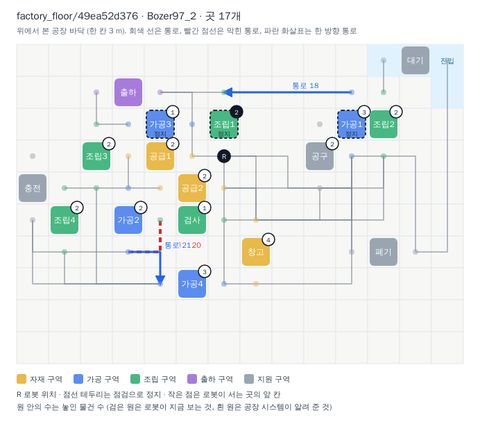 factory_floor/49ea52d376 · Bozer97_2 · 곳 17개
위에서 본 공장 바닥 (한 칸 3 m). 회색 선은 통로, 빨간 점선은 막힌 통로, 파란 화살표는 한 방향 통로
대기
전립
통로 18
출하
가공3
1
정지
조립1
2
정지
가공1
3
정지
조립2
2
조립3
2
공급1
2
R
공구
2
충전
공급2
2
조립4
2
가공2
2
검사
1
통로 21
20
창고
4
폐기
가공4
3
자재 구역
가공 구역
조립 구역
출하 구역
지원 구역
R 로봇 위치 · 점선 테두리는 점검으로 정지 · 작은 점은 로봇이 서는 곳의 앞 칸
원 안의 수는 놓인 물건 수 (검은 원은 로봇이 지금 보는 것, 흰 원은 공장 시스템이 알려 준 것)